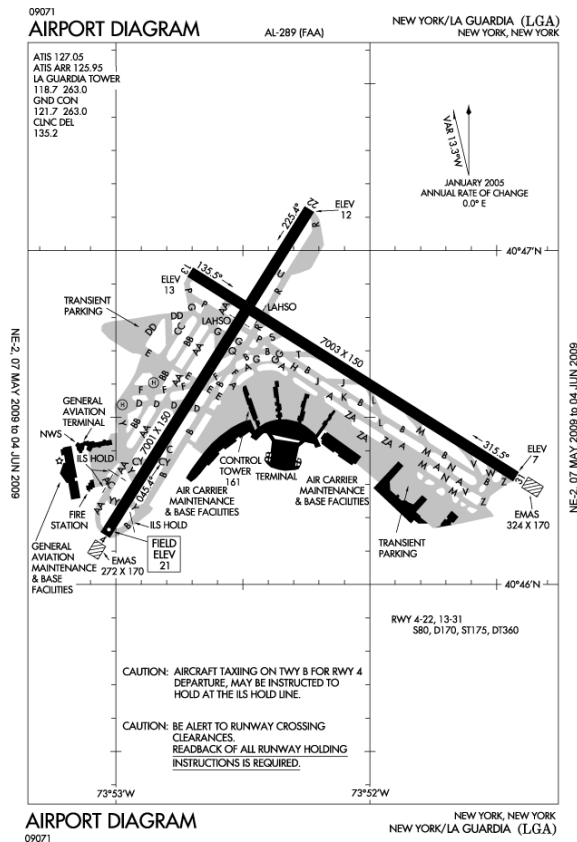 09071
AIRPORT DIAGRAM
AL-289 (FAA)
NEW YORK/LA GUARDIA (LGA)
NEW YORK, NEW YORK
ATIS 127.05
ATIS ARR 125.95
LA GUARDIA TOWER
118.7 263.0
GND CON
121.7 263.0
CLNC DEL
135.2
VAR 13.3°W
JANUARY 2005
ANNUAL RATE OF CHANGE
0.0° E
22
ELEV
12
225.4°
R
40°47'N
13
135.5°
ELEV
13
LAHSO
LAHSO
TRANSIENT
PARKING
7003 X 150
7001 X 150
045.4°
315.5°
ELEV
7
31
EMAS
324 X 170
GENERAL
AVIATION
TERMINAL
NWS
ILS HOLD
FIRE
STATION
GENERAL
AVIATION
MAINTENANCE
& BASE
FACILITIES
ILS HOLD
4
EMAS
272 X 170
FIELD
ELEV
21
CONTROL
TOWER
161
TERMINAL
AIR CARRIER
MAINTENANCE
& BASE FACILITIES
AIR CARRIER
MAINTENANCE
& BASE FACILITIES
TRANSIENT
PARKING
40°46'N
RWY 4-22, 13-31
S80, D170, ST175, DT360
CAUTION: AIRCRAFT TAXIING ON TWY B FOR RWY 4
DEPARTURE, MAY BE INSTRUCTED TO
HOLD AT THE ILS HOLD LINE.
CAUTION: BE ALERT TO RUNWAY CROSSING
CLEARANCES.
READBACK OF ALL RUNWAY HOLDING
INSTRUCTIONS IS REQUIRED.
73°53'W
73°52'W
NE-2, 07 MAY 2009 to 04 JUN 2009
NE-2, 07 MAY 2009 to 04 JUN 2009
AIRPORT DIAGRAM
09071
NEW YORK, NEW YORK
NEW YORK/LA GUARDIA (LGA)